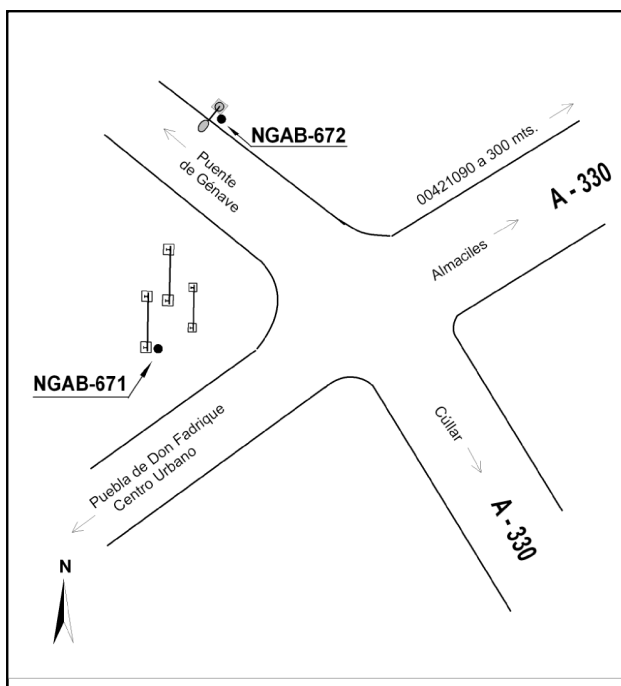 NGAB-672
Puente
de Génave
00421090 a 300 mts.
A - 330
Almaciles
NGAB-671
Puebla de Don Fadrique
Centro Urbano
Cúllar
A - 330
N